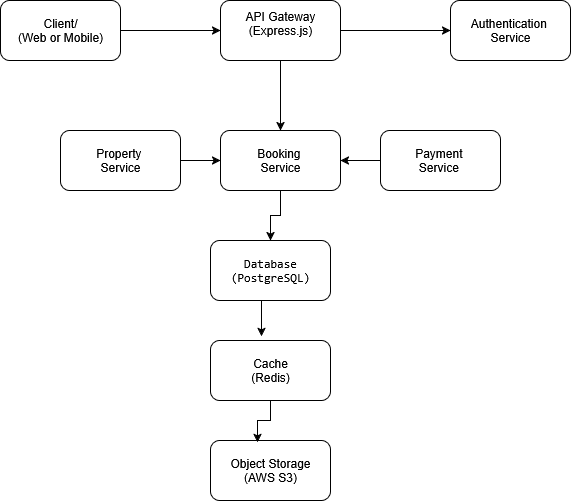 Client/
(Web or Mobile)
API Gateway
(Express.js)
Authentication
Service
Property
Service
Booking
Service
Payment
Service
Database
(PostgreSQL)
Cache
(Redis)
Object Storage
(AWS S3)